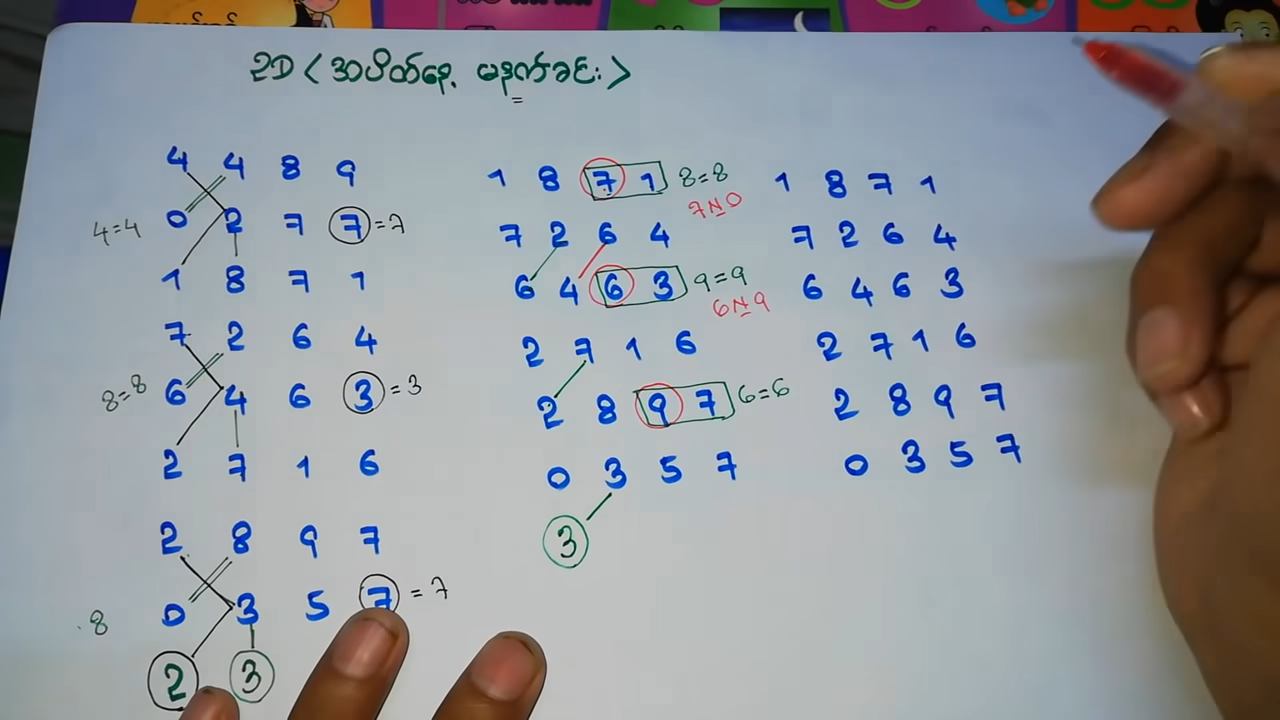 2D < အပိတ်နေ့ မနက်ခင်း >
4 4 8 9
4=4 0 2 7 7 =7
1 8 7 1
7 2 6 4
8=8 6 4 6 3 =3
2 7 1 6
2 8 9 7
8 0 3 5 7 =7
2 3
1 8 7 1 8=8
7N0
7 2 6 4
6 4 6 3 9=9
6N9
2 7 1 6
2 8 9 7 6=6
0 3 5 7
3
1 8 7 1
7 2 6 4
6 4 6 3
2 7 1 6
2 8 9 7
0 3 5 7